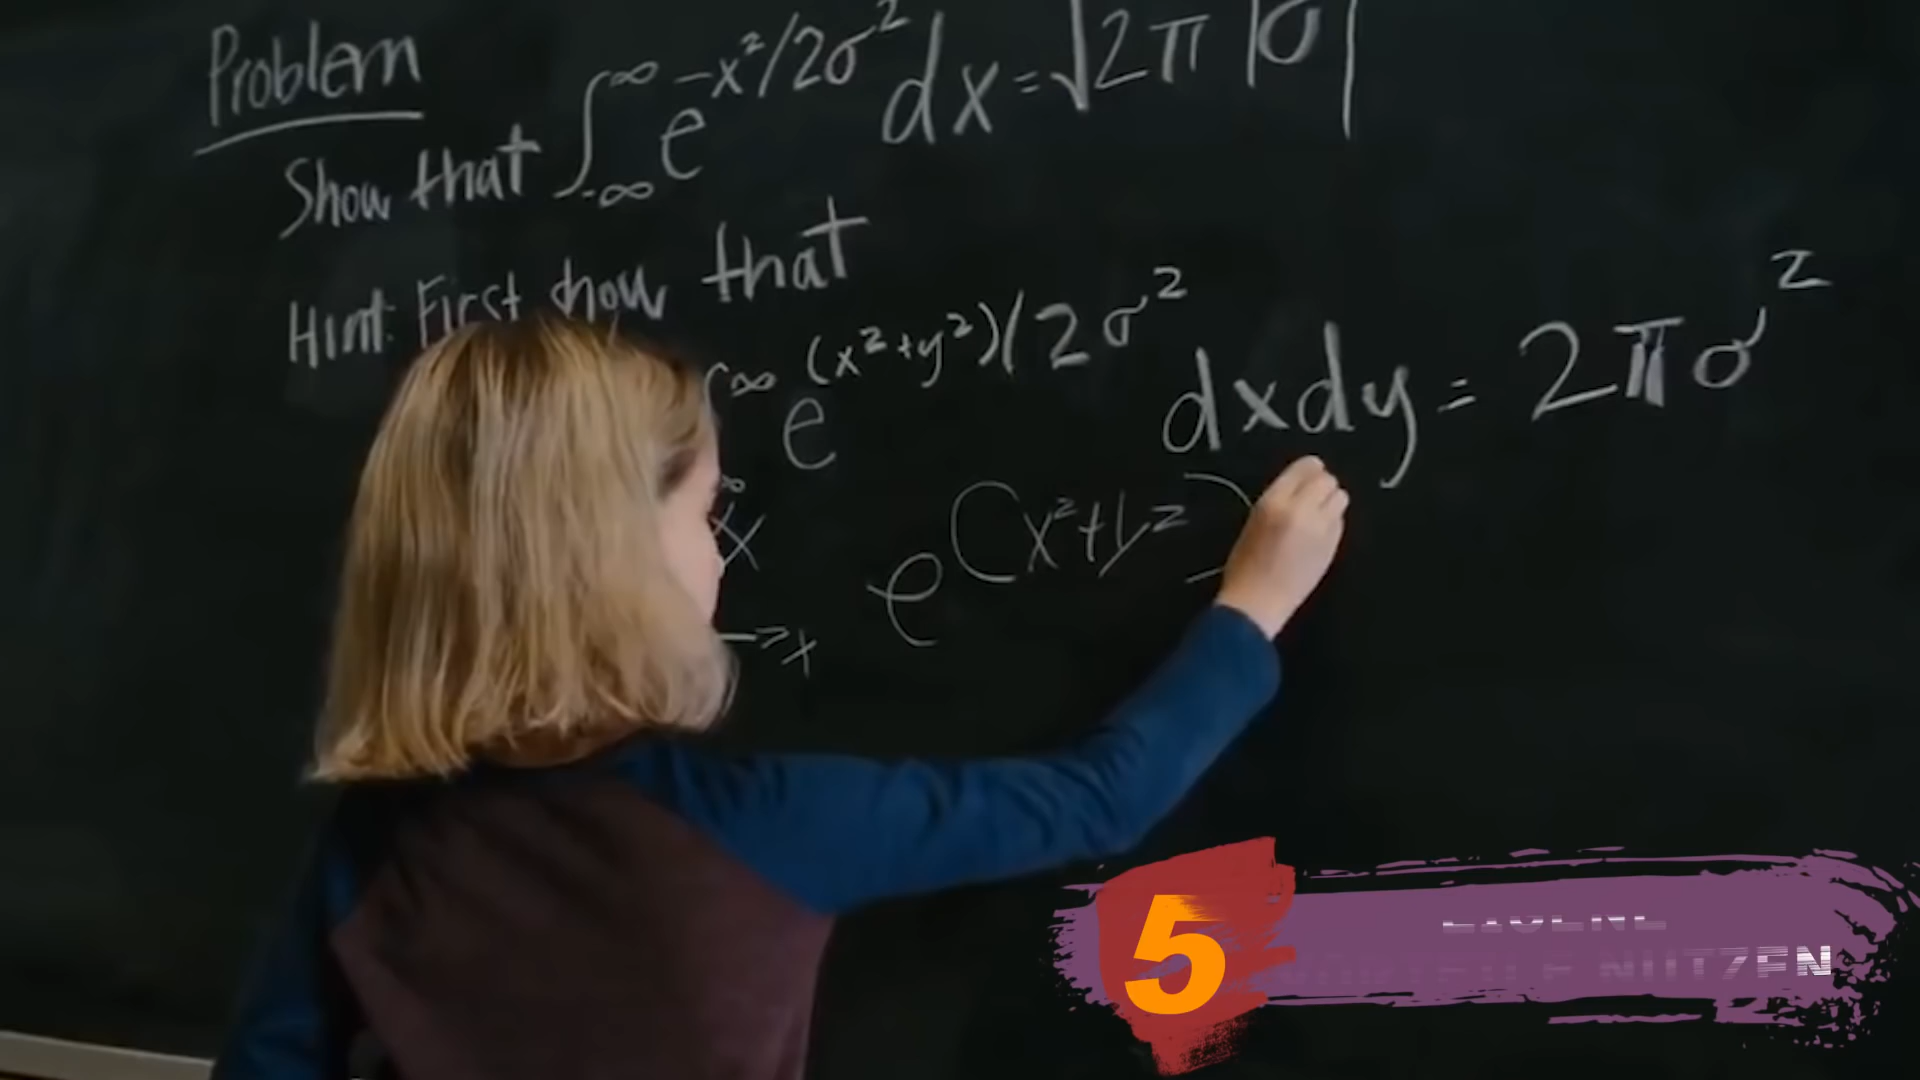 Problem
Show that ∫_{-∞}^{∞} e^{-x²/2σ²} dx = √2π |σ|
Hint: First show that
∞ e^{(x²+y²)/2σ²} dxdy = 2πσ²
e^{(x²+y²)}
→x
5
NUTZEN